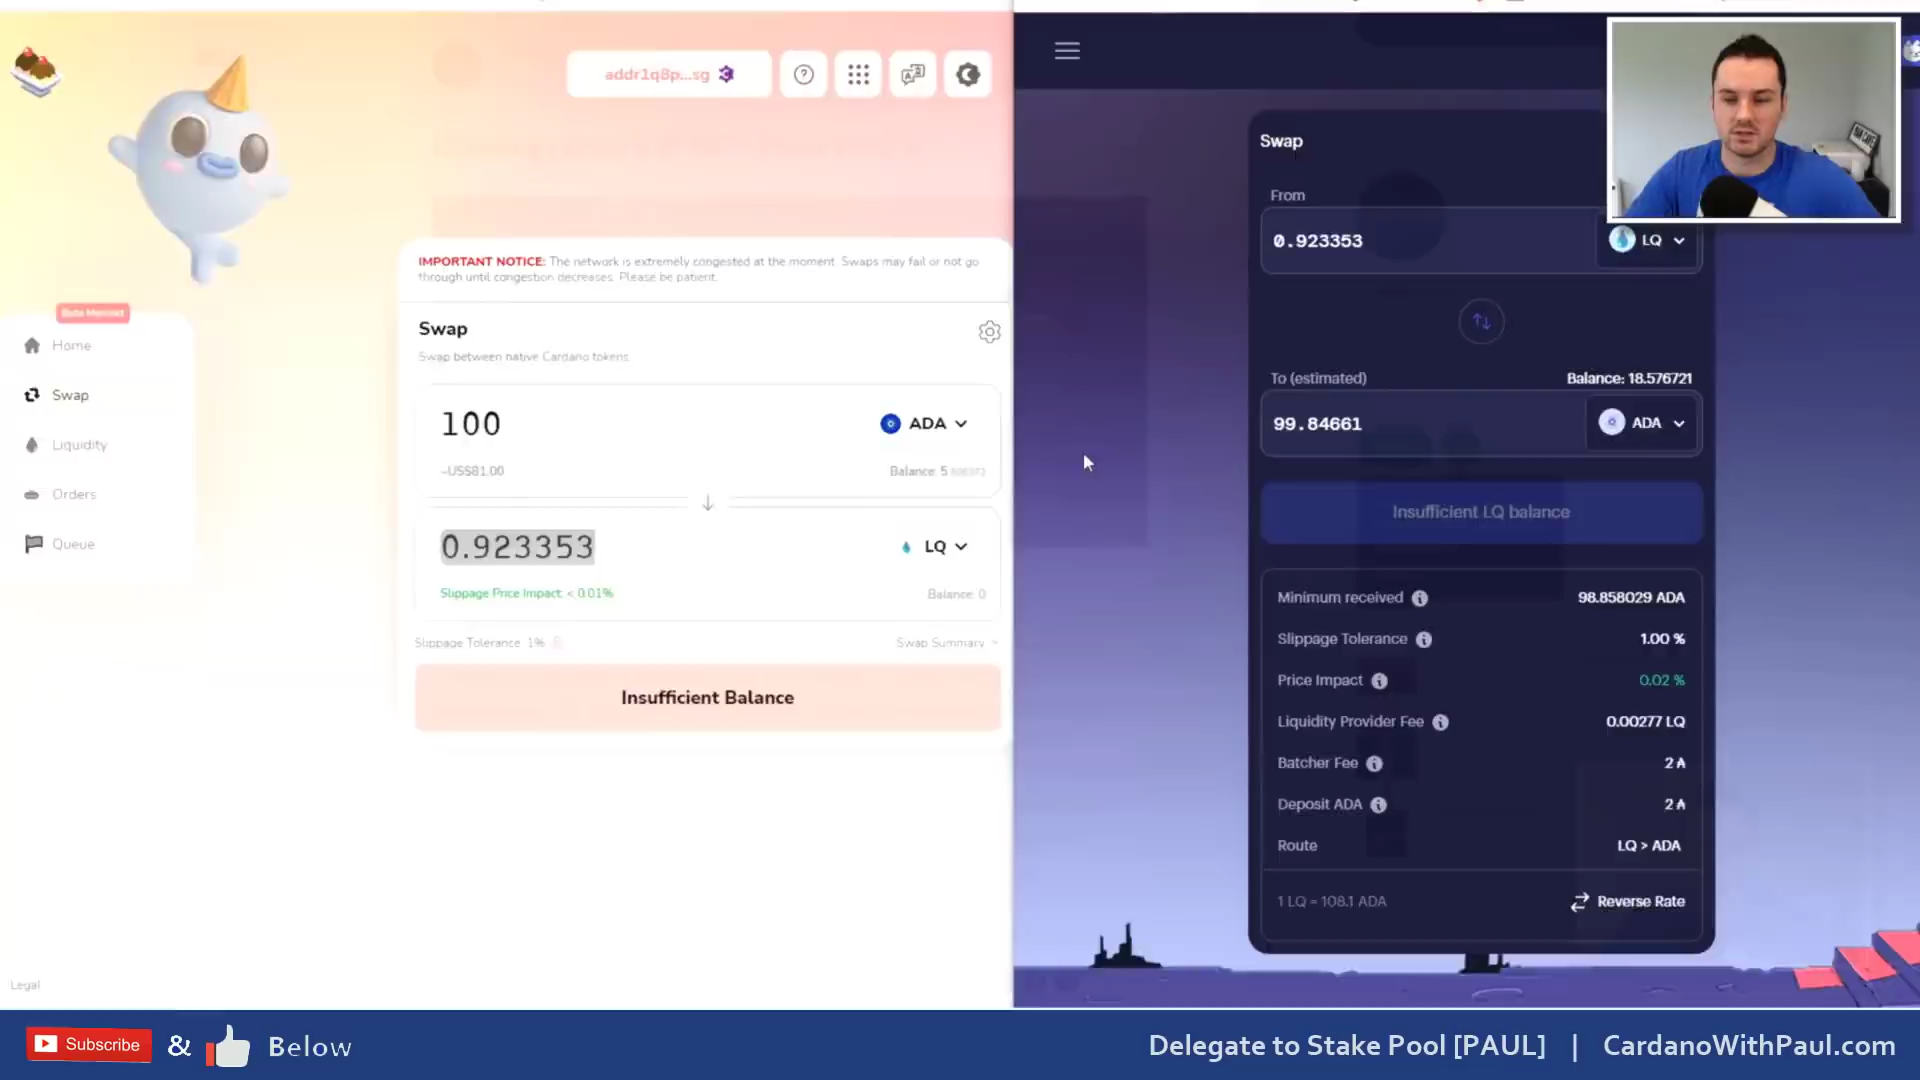 addr1q8p...sg
IMPORTANT NOTICE: The network is extremely congested at the moment. Swaps may fail or not go
through until congestion decreases. Please be patient.
Home
Swap
Liquidity
Orders
Queue
Swap
Swap between native Cardano tokens
100
ADA
~US$81.00
Balance: 5
0.923353
LQ
Slippage Price Impact: < 0.01%
Balance: 0
Slippage Tolerance 1%
Swap Summary
Insufficient Balance
Legal
Swap
From
0.923353
LQ
To (estimated)
Balance: 18.576721
99.84661
ADA
Insufficient LQ balance
Minimum received
98.858029 ADA
Slippage Tolerance
1.00 %
Price Impact
0.02 %
Liquidity Provider Fee
0.00277 LQ
Batcher Fee
2 ₳
Deposit ADA
2 ₳
Route
LQ > ADA
1 LQ = 108.1 ADA
Reverse Rate
Subscribe
& Below
Delegate to Stake Pool [PAUL] | CardanoWithPaul.com